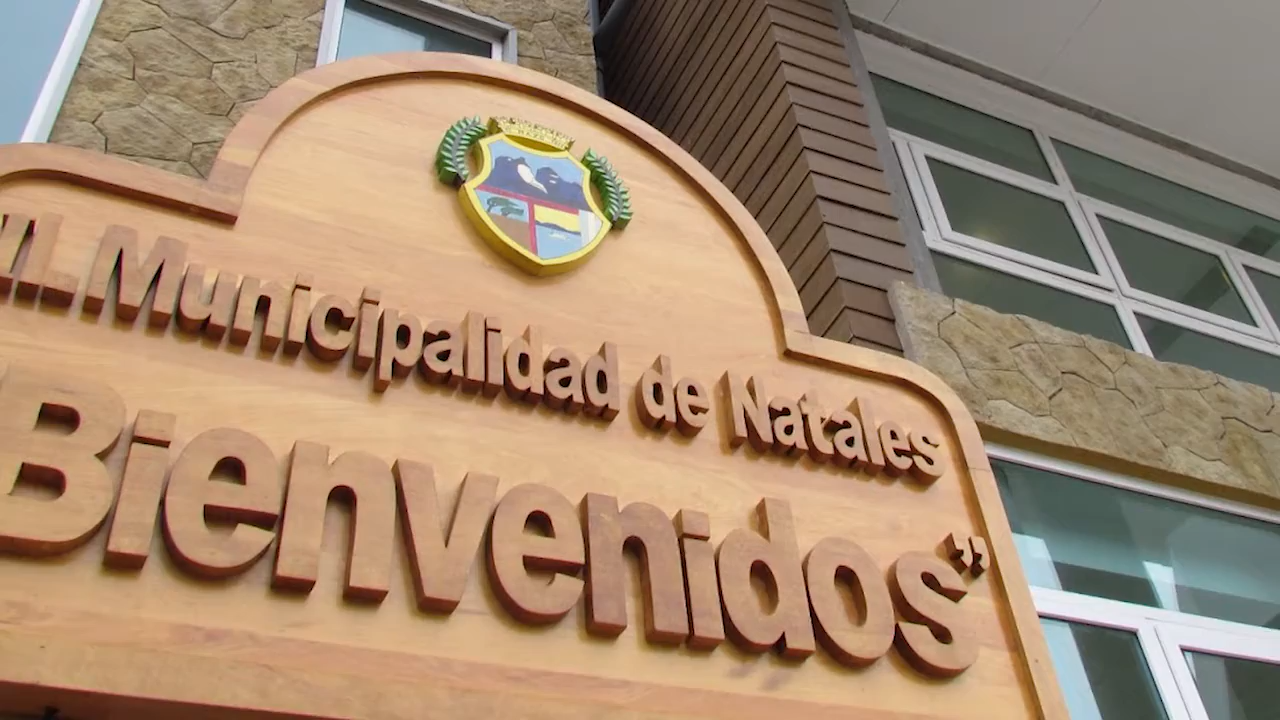 I. Municipalidad de Natales
Bienvenidos”